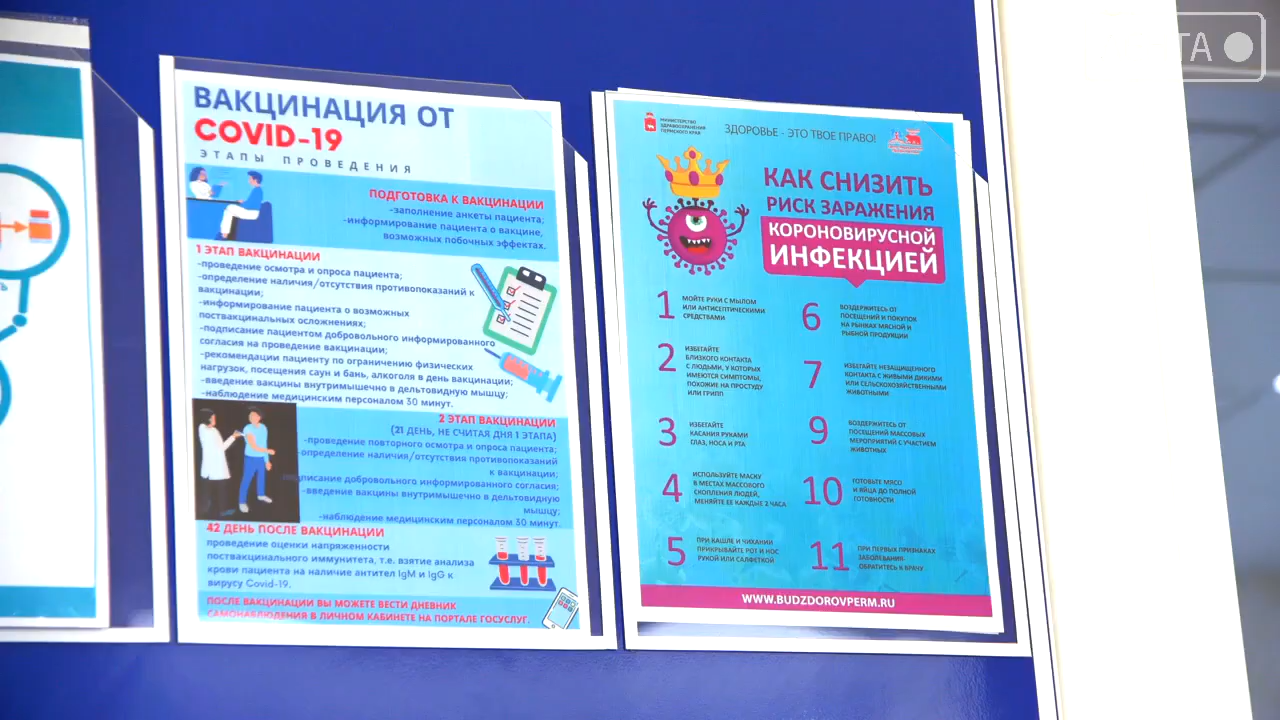 ТА
ВАКЦИНАЦИЯ ОТ
COVID-19
ЭТАПЫ ПРОВЕДЕНИЯ
ПОДГОТОВКА К ВАКЦИНАЦИИ
-заполнение анкеты пациента;
-информирование пациента о вакцине,
возможных побочных эффектах.
1 ЭТАП ВАКЦИНАЦИИ
-проведение осмотра и опроса пациента;
-определение наличия/отсутствия противопоказаний к
вакцинации;
-информирование пациента о возможных
поствакцинальных осложнениях;
-подписание пациентом добровольного информированного
согласия на проведение вакцинации;
-рекомендации пациенту по ограничению физических
нагрузок, посещения саун и бань, алкоголя в день вакцинации;
-введение вакцины внутримышечно в дельтовидную мышцу;
-наблюдение медицинским персоналом 30 минут.
2 ЭТАП ВАКЦИНАЦИИ
(21 ДЕНЬ, НЕ СЧИТАЯ ДНЯ 1 ЭТАПА)
-проведение повторного осмотра и опроса пациента;
-определение наличия/отсутствия противопоказаний
к вакцинации;
подписание добровольного информированного согласия;
-введение вакцины внутримышечно в дельтовидную
мышцу;
-наблюдение медицинским персоналом 30 минут.
42 ДЕНЬ ПОСЛЕ ВАКЦИНАЦИИ
проведение оценки напряженности
поствакцинального иммунитета, т.е. взятие анализа
крови пациента на наличие антител IgM и IgG к
вирусу Covid-19.
ПОСЛЕ ВАКЦИНАЦИИ ВЫ МОЖЕТЕ ВЕСТИ ДНЕВНИК
САМОНАБЛЮДЕНИЯ В ЛИЧНОМ КАБИНЕТЕ НА ПОРТАЛЕ ГОСУСЛУГ.
МИНИСТЕРСТВО
ЗДРАВООХРАНЕНИЯ
ПЕРМСКОГО КРАЯ
ЗДОРОВЬЕ - ЭТО ТВОЕ ПРАВО!
КАК СНИЗИТЬ
РИСК ЗАРАЖЕНИЯ
КОРОНОВИРУСНОЙ
ИНФЕКЦИЕЙ
1 МОЙТЕ РУКИ С МЫЛОМ
ИЛИ АНТИСЕПТИЧЕСКИМИ
СРЕДСТВАМИ
2 ИЗБЕГАЙТЕ
БЛИЗКОГО КОНТАКТА
С ЛЮДЬМИ, У КОТОРЫХ
ИМЕЮТСЯ СИМПТОМЫ,
ПОХОЖИЕ НА ПРОСТУДУ
ИЛИ ГРИПП
3 ИЗБЕГАЙТЕ
КАСАНИЯ РУКАМИ
ГЛАЗ, НОСА И РТА
4 ИСПОЛЬЗУЙТЕ МАСКУ
В МЕСТАХ МАССОВОГО
СКОПЛЕНИЯ ЛЮДЕЙ,
МЕНЯЙТЕ ЕЕ КАЖДЫЕ 2 ЧАСА
5 ПРИ КАШЛЕ И ЧИХАНИИ
ПРИКРЫВАЙТЕ РОТ И НОС
РУКОЙ ИЛИ САЛФЕТКОЙ
6 ВОЗДЕРЖИТЕСЬ ОТ
ПОСЕЩЕНИЙ И ПОКУПОК
НА РЫНКАХ МЯСНОЙ И
РЫБНОЙ ПРОДУКЦИИ
7 ИЗБЕГАЙТЕ НЕЗАЩИЩЕННОГО
КОНТАКТА С ЖИВЫМИ ДИКИМИ
ИЛИ СЕЛЬСКОХОЗЯЙСТВЕННЫМИ
ЖИВОТНЫМИ
9 ВОЗДЕРЖИТЕСЬ ОТ
ПОСЕЩЕНИЙ МАССОВЫХ
МЕРОПРИЯТИЙ С УЧАСТИЕМ
ЖИВОТНЫХ
10 ГОТОВЬТЕ МЯСО
И ЯЙЦА ДО ПОЛНОЙ
ГОТОВНОСТИ
11 ПРИ ПЕРВЫХ ПРИЗНАКАХ
ЗАБОЛЕВАНИЯ-
ОБРАТИТЕСЬ К ВРАЧУ
WWW.BUDZDOROVPERM.RU